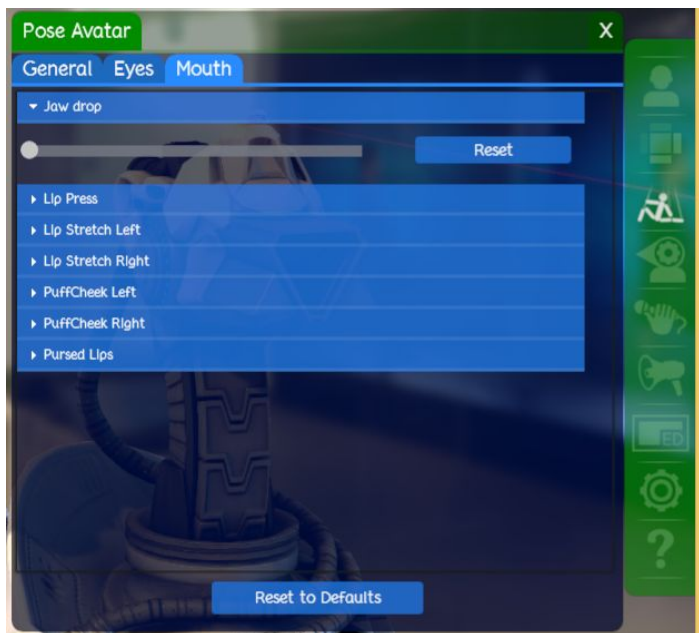 Pose Avatar X
General Eyes Mouth
Jaw drop
Reset
Lip Press
Lip Stretch Left
Lip Stretch Right
PuffCheek Left
PuffCheek Right
Pursed Lips
ED
?
Reset to Defaults